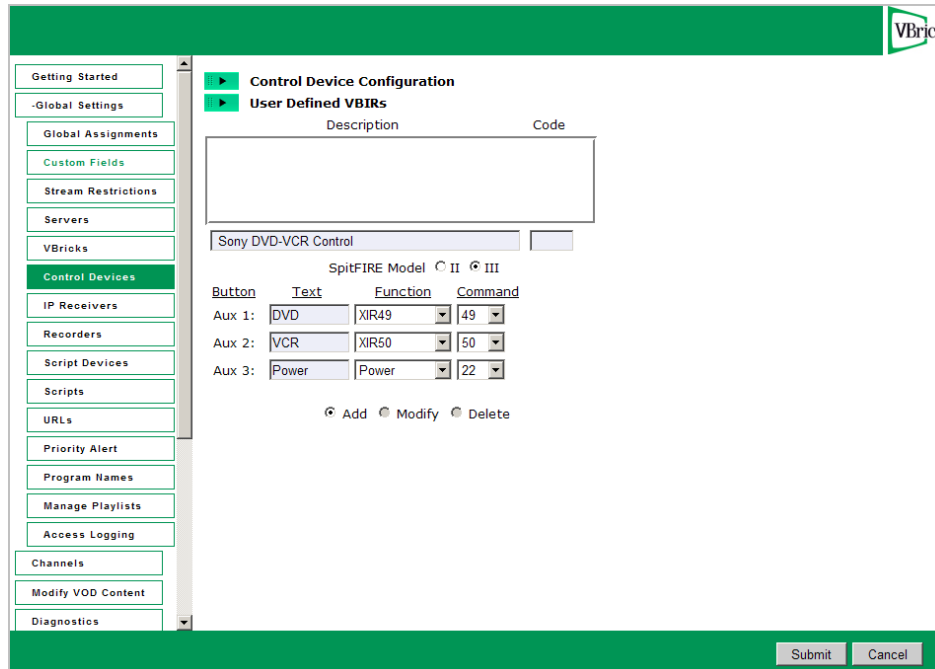 VBric
Getting Started
-Global Settings
Global Assignments
Custom Fields
Stream Restrictions
Servers
VBricks
Control Devices
IP Receivers
Recorders
Script Devices
Scripts
URLs
Priority Alert
Program Names
Manage Playlists
Access Logging
Channels
Modify VOD Content
Diagnostics
Control Device Configuration
User Defined VBIRs
Description Code
Sony DVD-VCR Control
SpitFIRE Model II III
Button Text Function Command
Aux 1: DVD XIR49 49
Aux 2: VCR XIR50 50
Aux 3: Power Power 22
Add Modify Delete
Submit Cancel